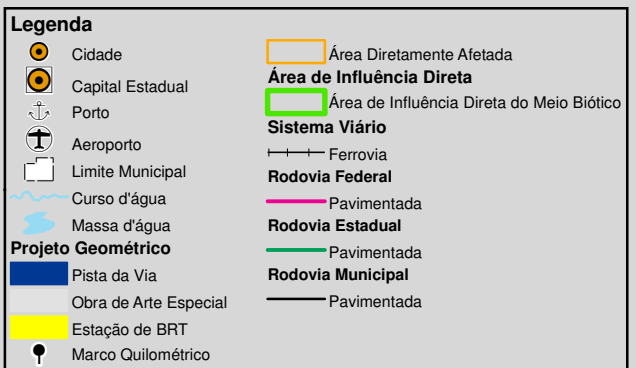 Legenda
Cidade
Capital Estadual
Porto
Aeroporto
Limite Municipal
Curso d'água
Massa d'água
Projeto Geométrico
Pista da Via
Obra de Arte Especial
Estação de BRT
Marco Quilométrico
Área Diretamente Afetada
Área de Influência Direta
Área de Influência Direta do Meio Biótico
Sistema Viário
Ferrovia
Rodovia Federal
Pavimentada
Rodovia Estadual
Pavimentada
Rodovia Municipal
Pavimentada